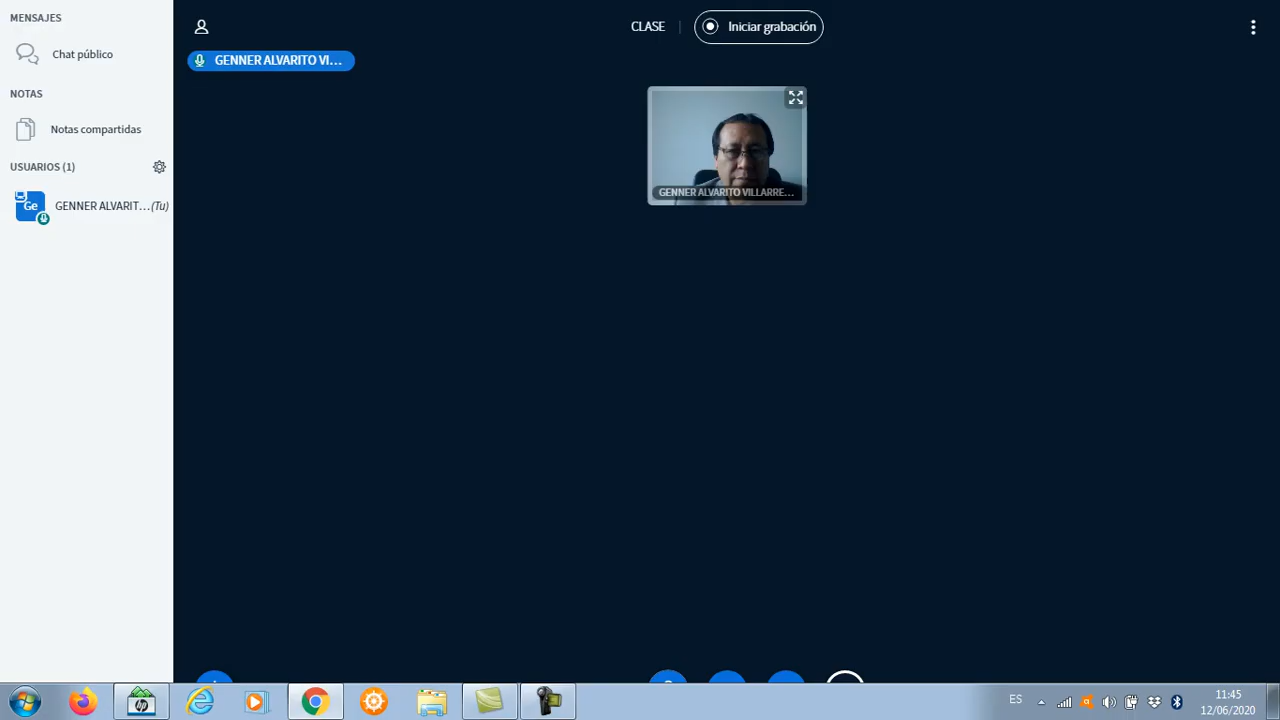 MENSAJES
Chat público
NOTAS
Notas compartidas
USUARIOS (1)
Ge
GENNER ALVARIT... (Tu)
CLASE
Iniciar grabación
GENNER ALVARITO VI...
GENNER ALVARITO VILLARRE...
hp
ES
11:45
12/06/2020